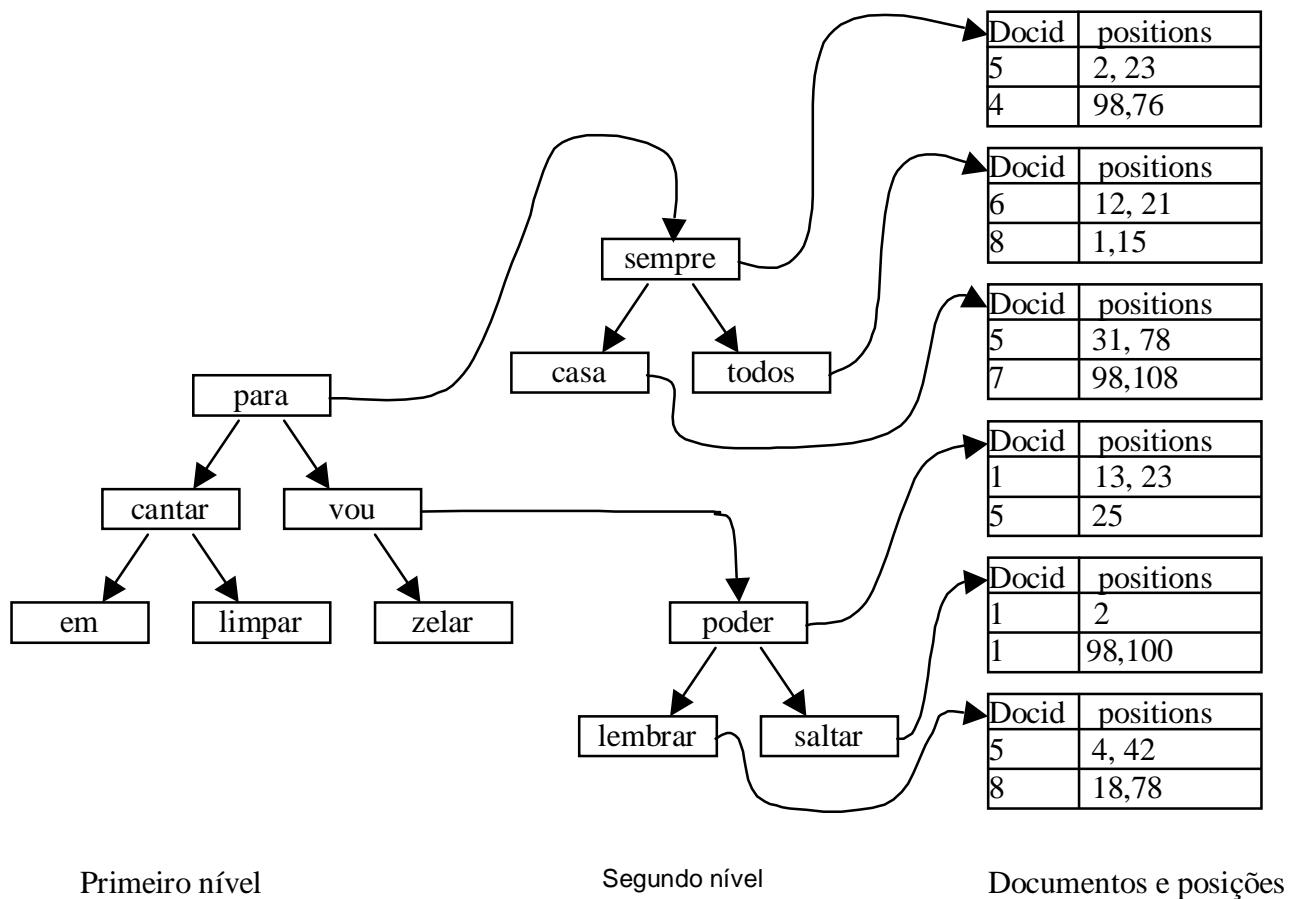 Docid positions
5 2, 23
4 98,76
Docid positions
6 12, 21
8 1,15
sempre
Docid positions
5 31, 78
7 98,108
casa todos
para
Docid positions
1 13, 23
5 25
cantar vou
Docid positions
1 2
1 98,100
em limpar zelar poder
Docid positions
5 4, 42
8 18,78
lembrar saltar
Primeiro nível Segundo nível Documentos e posições